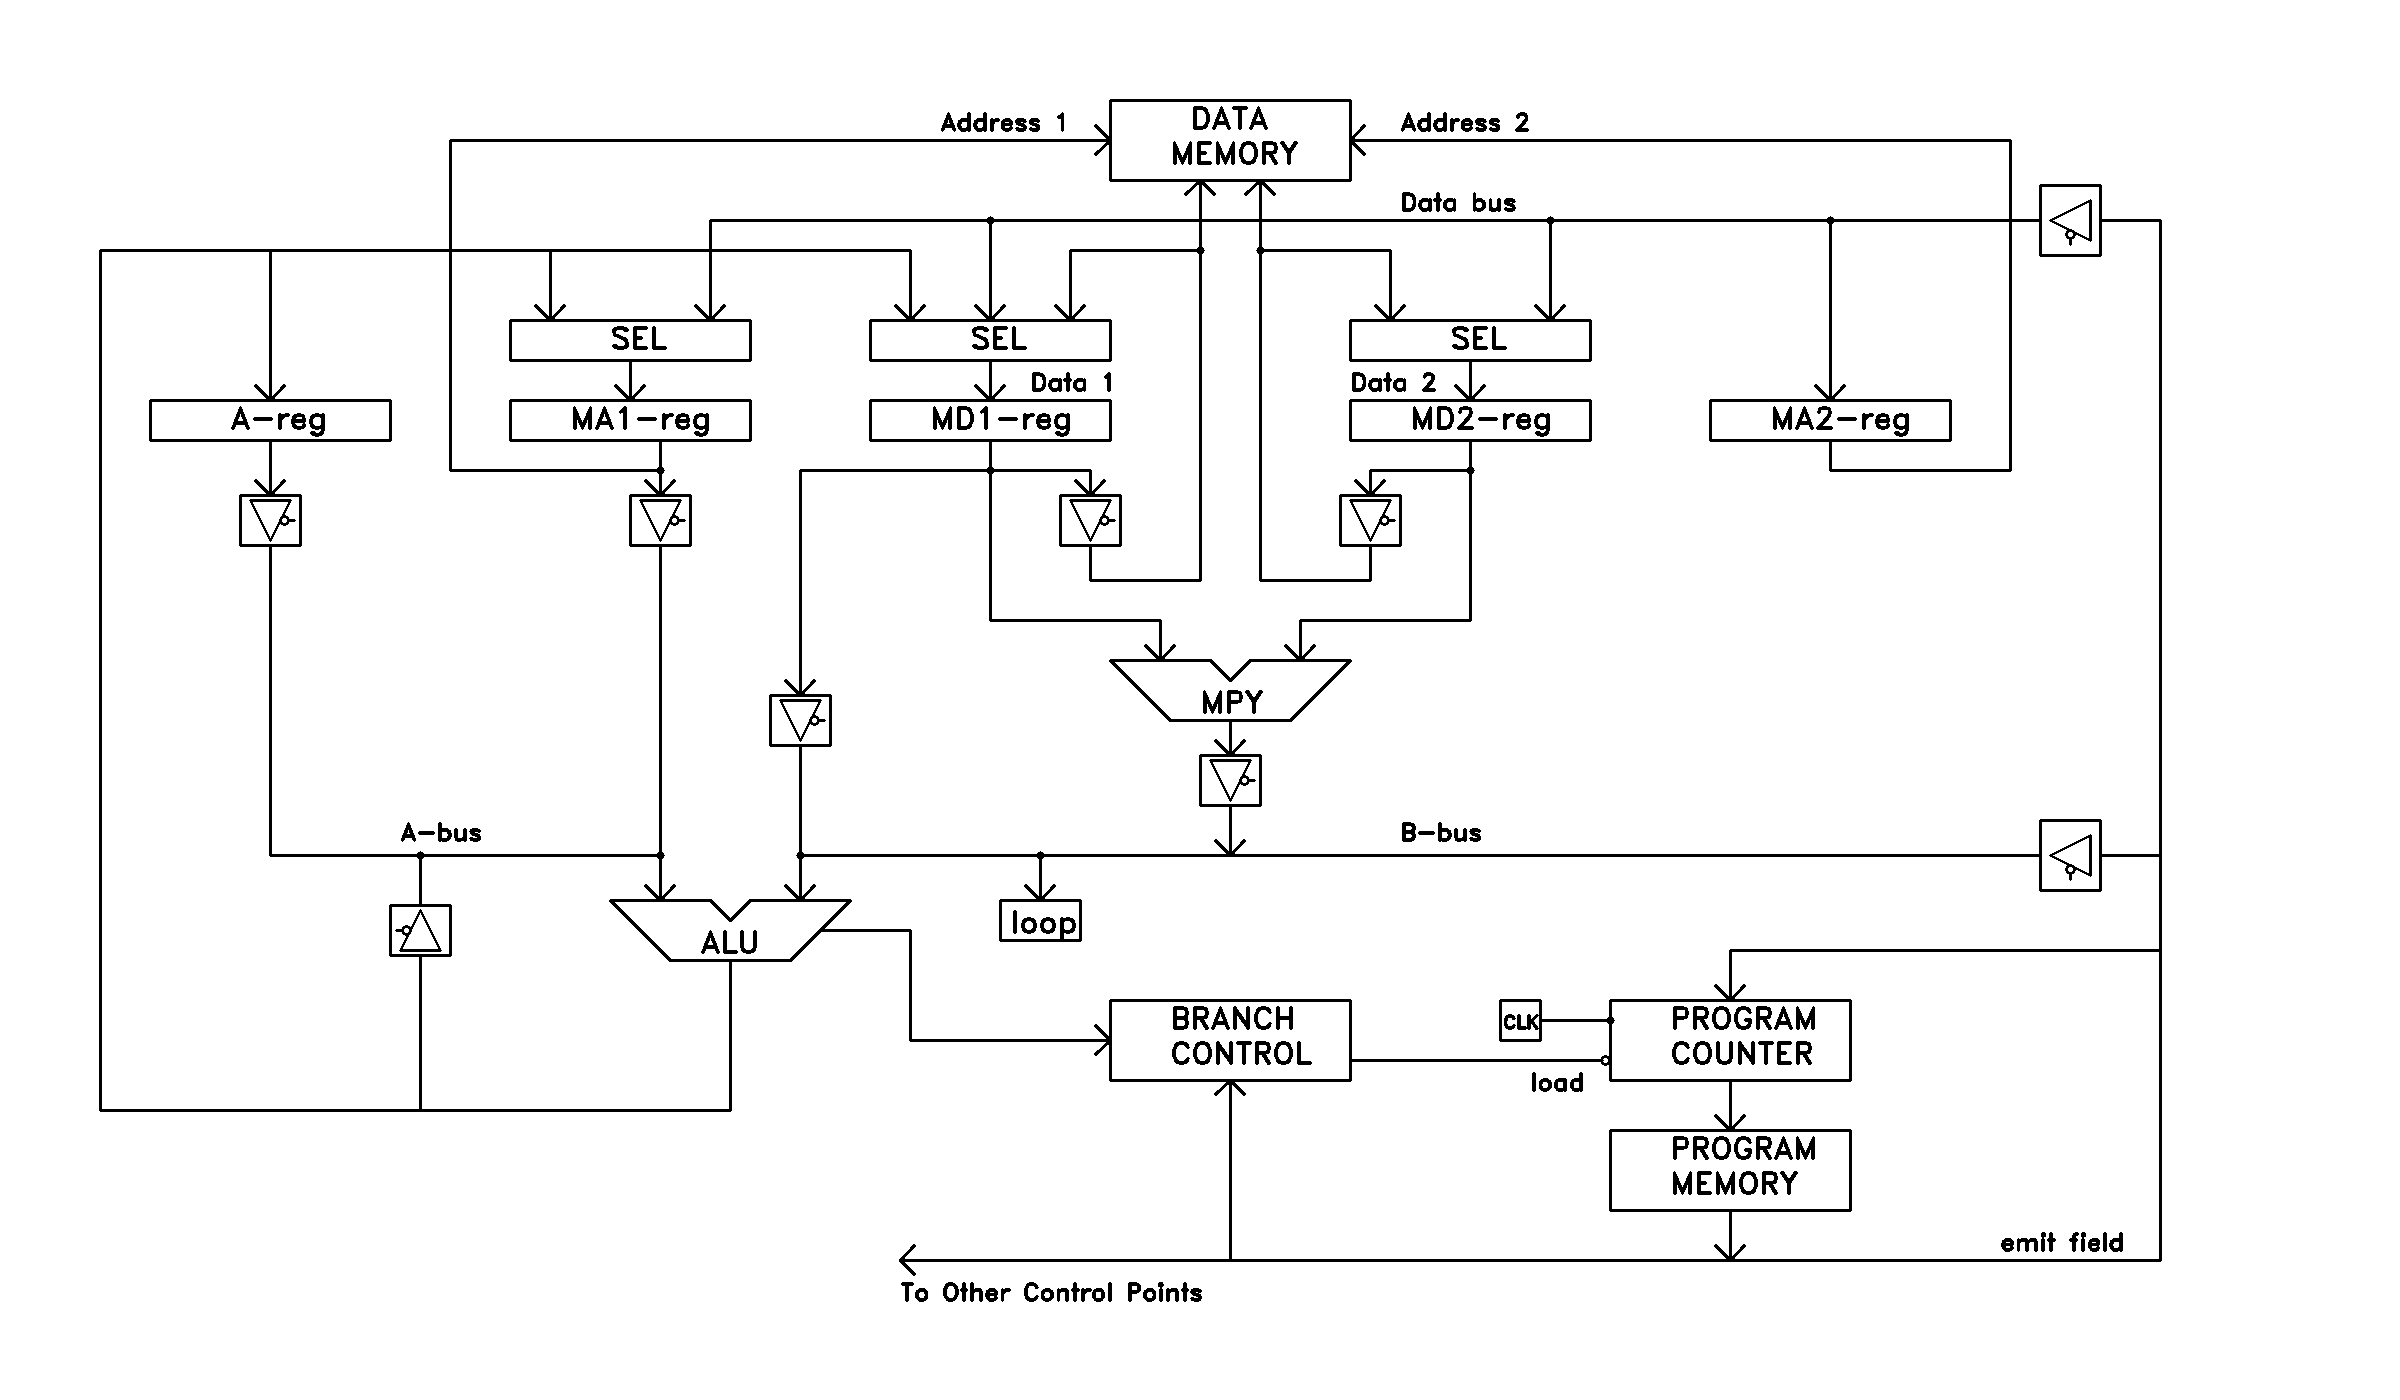 Address 1
DATA
MEMORY
Address 2
Data bus
SEL
SEL
SEL
Data 1
Data 2
A-reg
MA1-reg
MD1-reg
MD2-reg
MA2-reg
MPY
A-bus
B-bus
loop
ALU
BRANCH
CONTROL
CLK
PROGRAM
COUNTER
load
PROGRAM
MEMORY
emit field
To Other Control Points